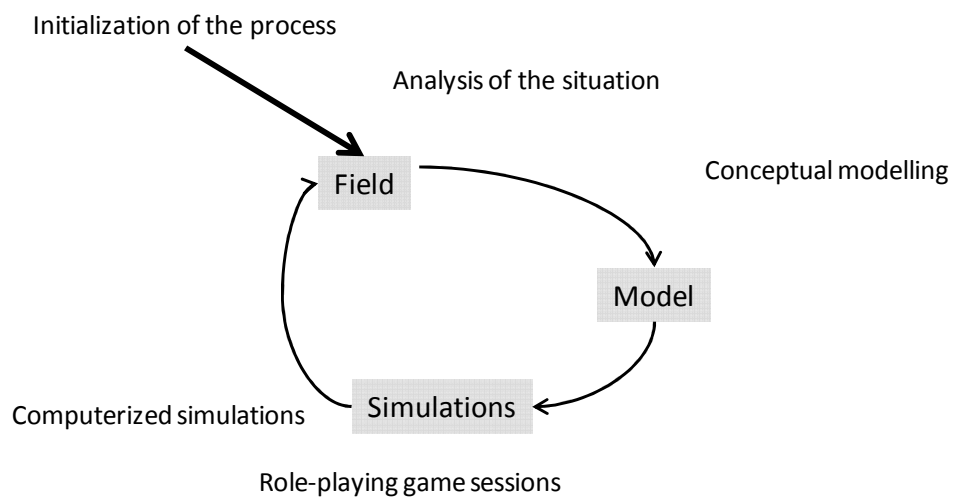 Initialization of the process
Analysis of the situation
Conceptual modelling
Field
Model
Simulations
Computerized simulations
Role-playing game sessions